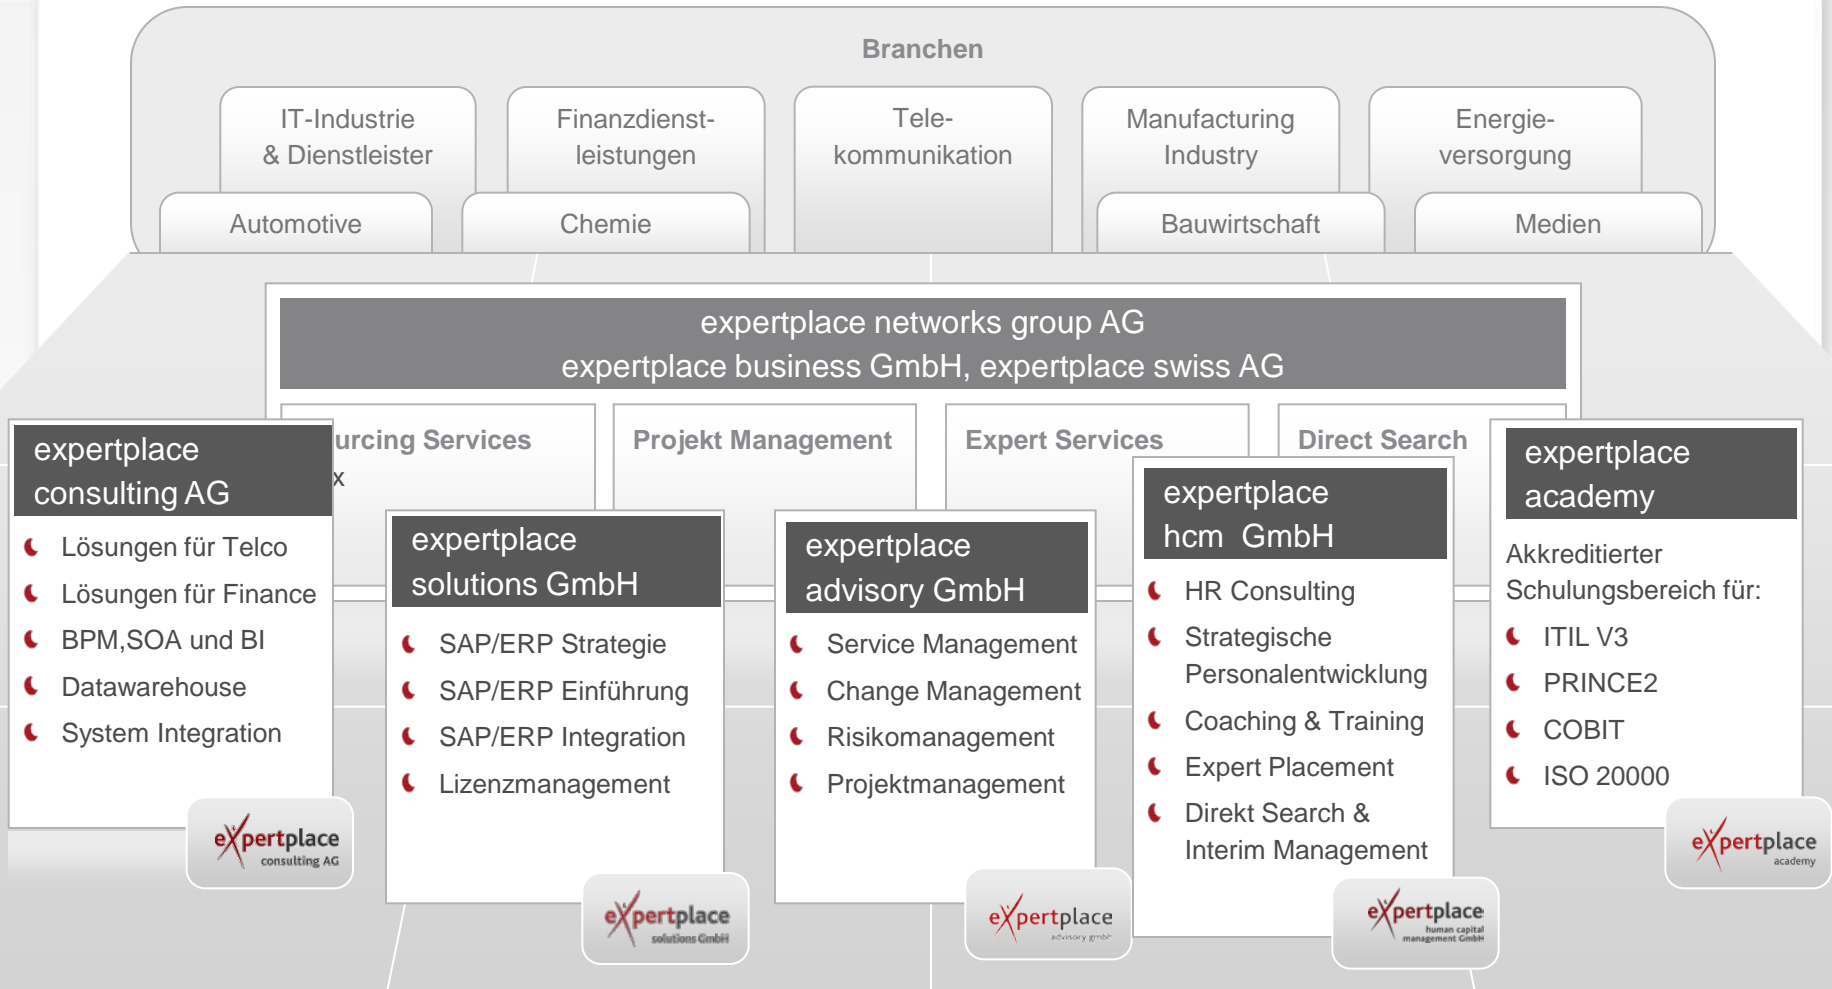 Branchen
IT-Industrie
& Dienstleister
Finanzdienst-
leistungen
Tele-
kommunikation
Manufacturing
Industry
Energie-
versorgung
Automotive
Chemie
Bauwirtschaft
Medien
expertplace networks group AG
expertplace business GmbH, expertplace swiss AG
urcing Services
x
Projekt Management
Expert Services
Direct Search
expertplace
consulting AG
Lösungen für Telco
Lösungen für Finance
BPM,SOA und BI
Datawarehouse
System Integration
expertplace
consulting AG
expertplace
solutions GmbH
SAP/ERP Strategie
SAP/ERP Einführung
SAP/ERP Integration
Lizenzmanagement
expertplace
solutions GmbH
expertplace
advisory GmbH
Service Management
Change Management
Risikomanagement
Projektmanagement
expertplace
advisory gmbh
expertplace
hcm GmbH
HR Consulting
Strategische
Personalentwicklung
Coaching & Training
Expert Placement
Direkt Search &
Interim Management
expertplace
human capital
management GmbH
expertplace
academy
Akkreditierter
Schulungsbereich für:
ITIL V3
PRINCE2
COBIT
ISO 20000
expertplace
academy